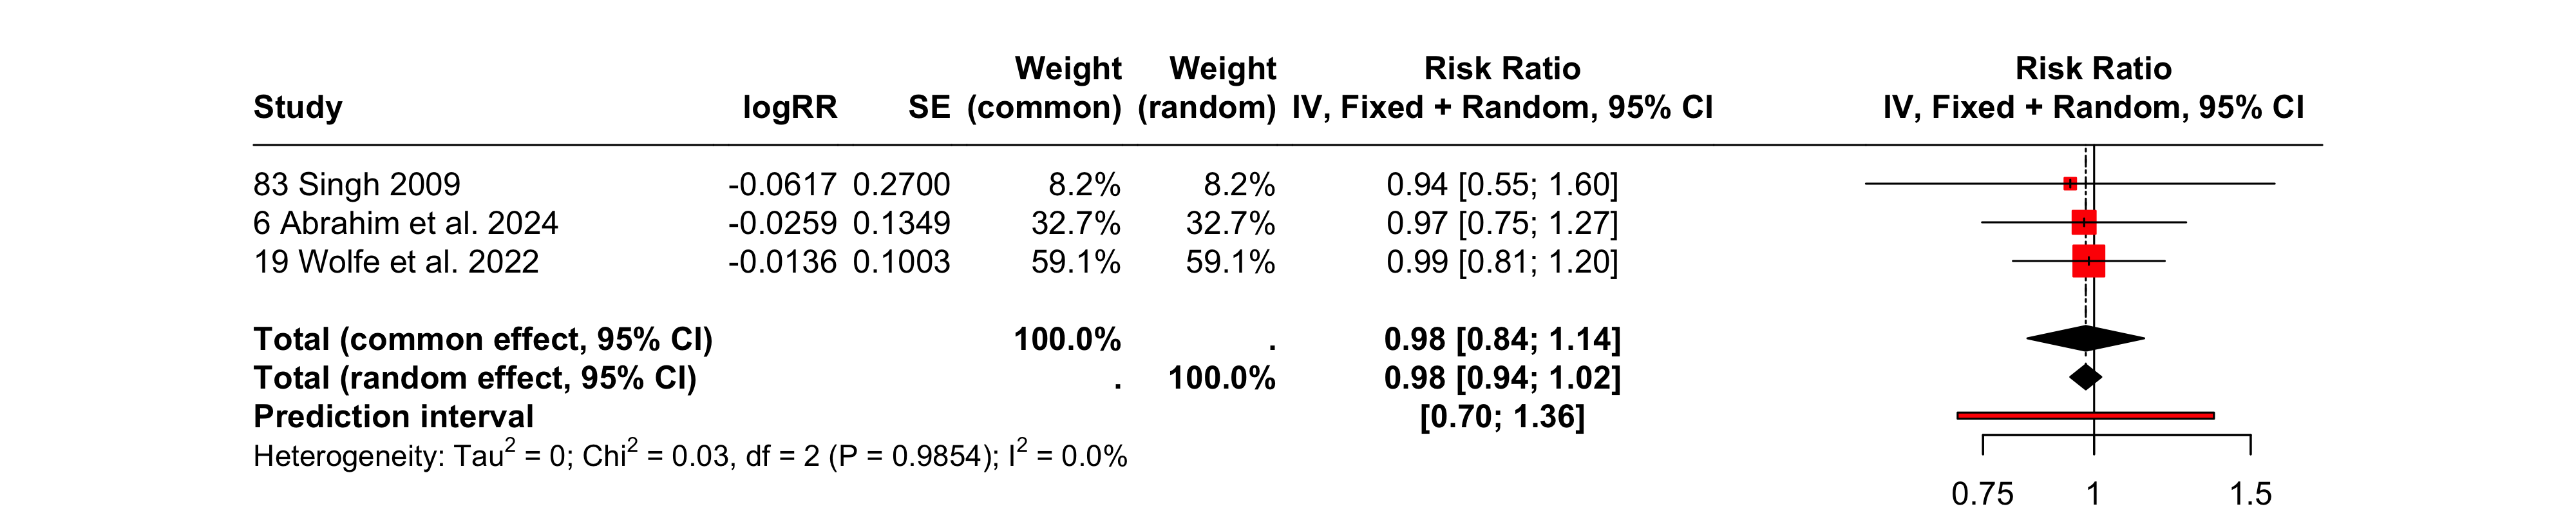 Weight Weight Risk Ratio Risk Ratio
Study logRR SE (common) (random) IV, Fixed + Random, 95% CI IV, Fixed + Random, 95% CI
83 Singh 2009 -0.0617 0.2700 8.2% 8.2% 0.94 [0.55; 1.60]
6 Abrahim et al. 2024 -0.0259 0.1349 32.7% 32.7% 0.97 [0.75; 1.27]
19 Wolfe et al. 2022 -0.0136 0.1003 59.1% 59.1% 0.99 [0.81; 1.20]
Total (common effect, 95% CI) 100.0% . 0.98 [0.84; 1.14]
Total (random effect, 95% CI) . 100.0% 0.98 [0.94; 1.02]
Prediction interval [0.70; 1.36]
Heterogeneity: Tau² = 0; Chi² = 0.03, df = 2 (P = 0.9854); I² = 0.0%
0.75 1 1.5